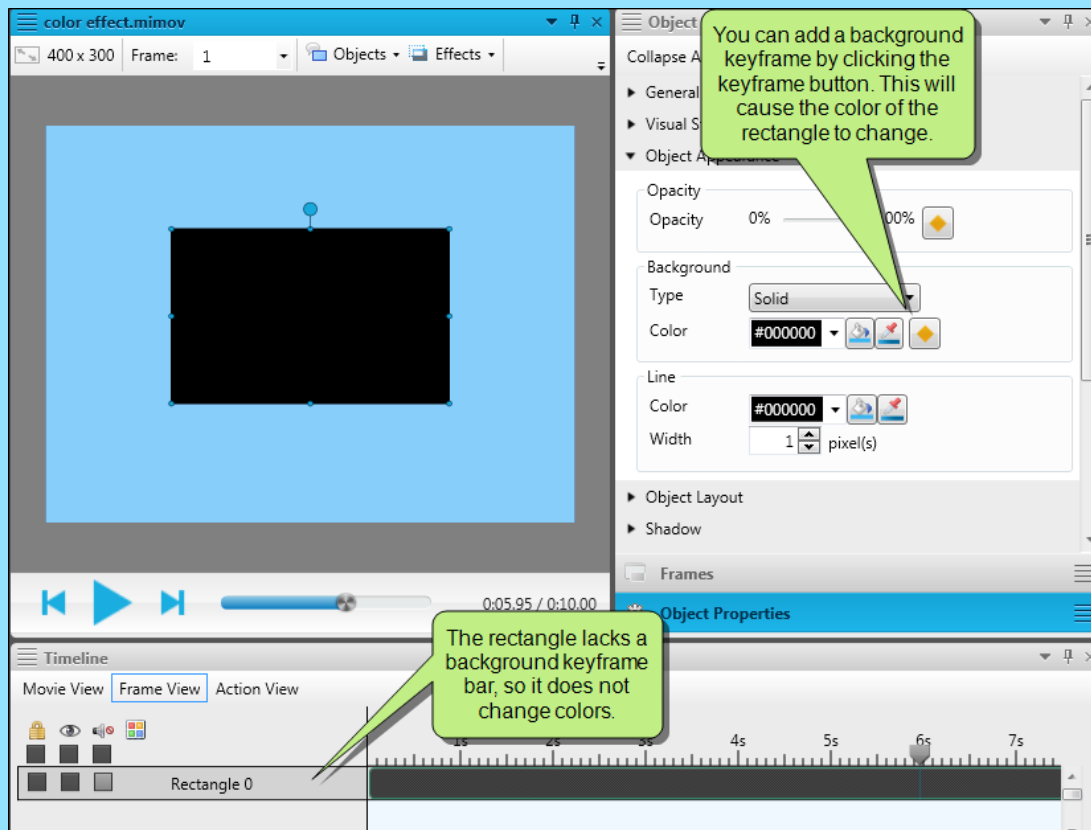 color effect.mimov
400 x 300 Frame: 1 Objects Effects
0:05.95 / 0:10.00
Object
Collapse A
General
Visual S
Object Appearance
Opacity
Opacity 0% 00%
Background
Type Solid
Color #000000
Line
Color #000000
Width 1 pixel(s)
Object Layout
Shadow
Frames
Object Properties
You can add a background
keyframe by clicking the
keyframe button. This will
cause the color of the
rectangle to change.
Timeline
Movie View Frame View Action View
1s 2s 3s 4s 5s 6s 7s
Rectangle 0
The rectangle lacks a
background keyframe
bar, so it does not
change colors.